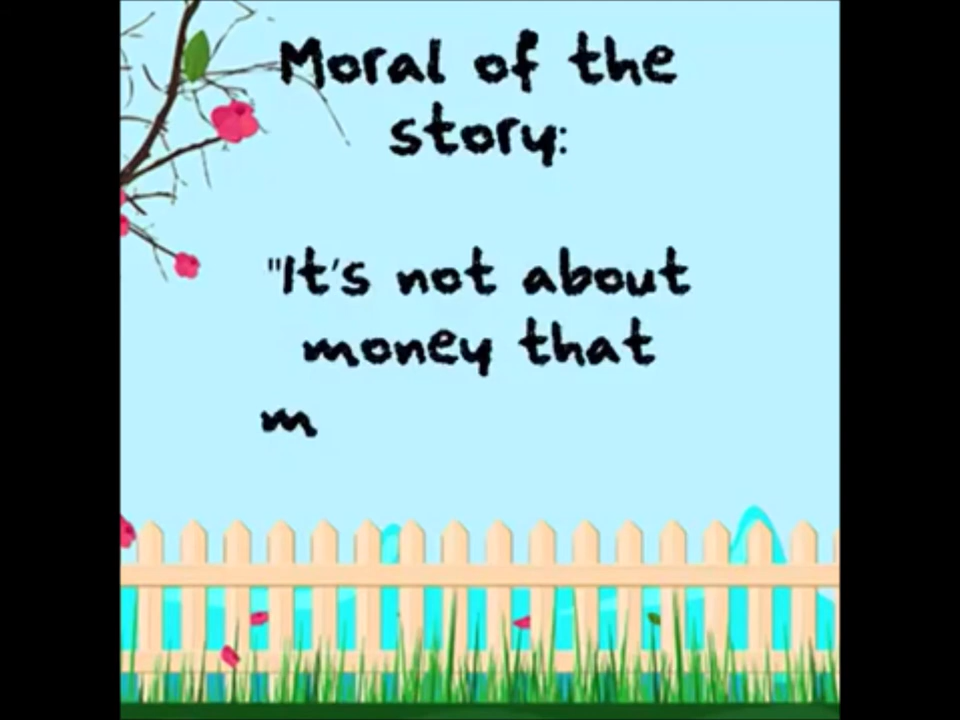 Moral of the
story:
"It's not about
money that
m